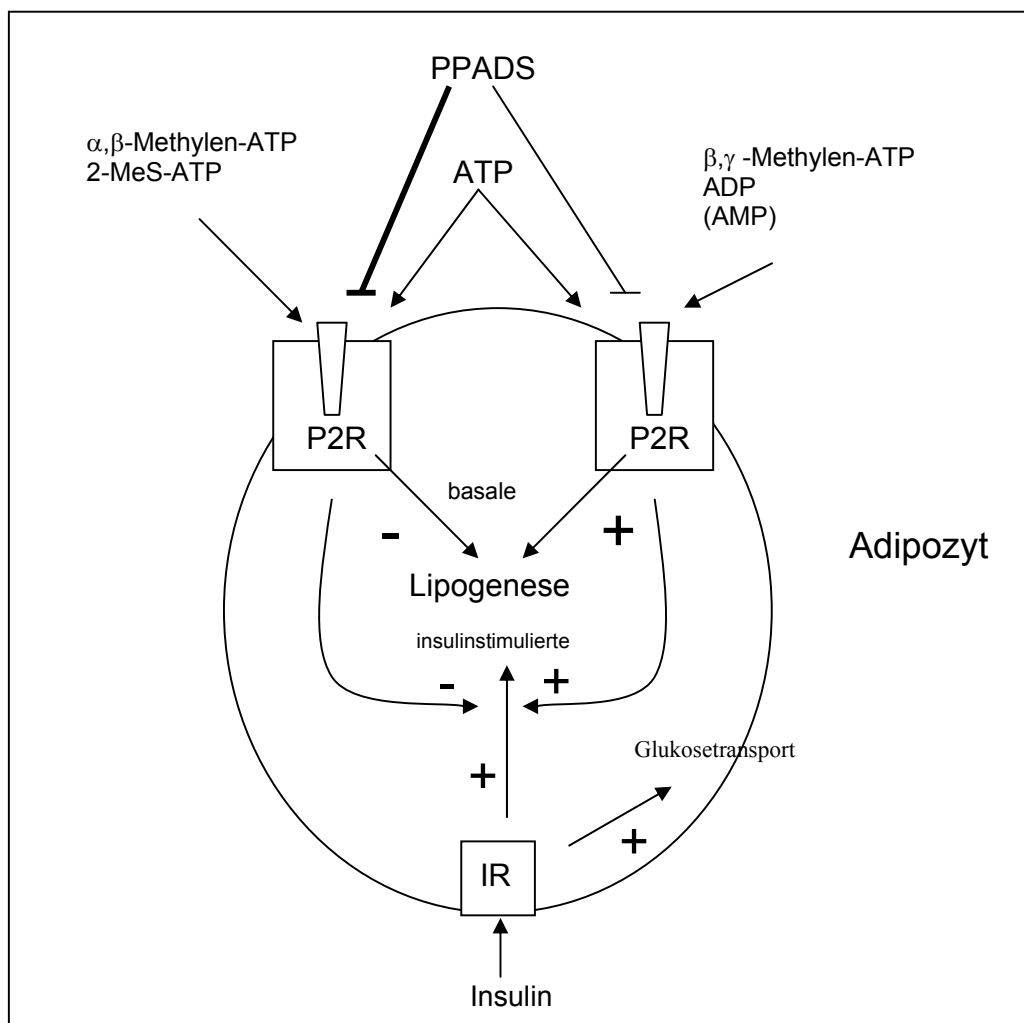 PPADS
α,β-Methylen-ATP
2-MeS-ATP
ATP
β,γ -Methylen-ATP
ADP
(AMP)
P2R
P2R
basale
-
+
Adipozyt
Lipogenese
insulinstimulierte
-
+
Glukosetransport
+
+
IR
Insulin